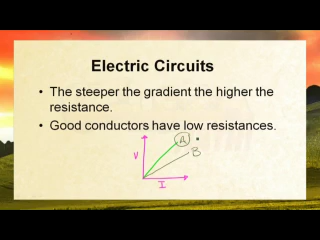 Electric Circuits
• The steeper the gradient the higher the
resistance.
• Good conductors have low resistances.
A
V
B
I